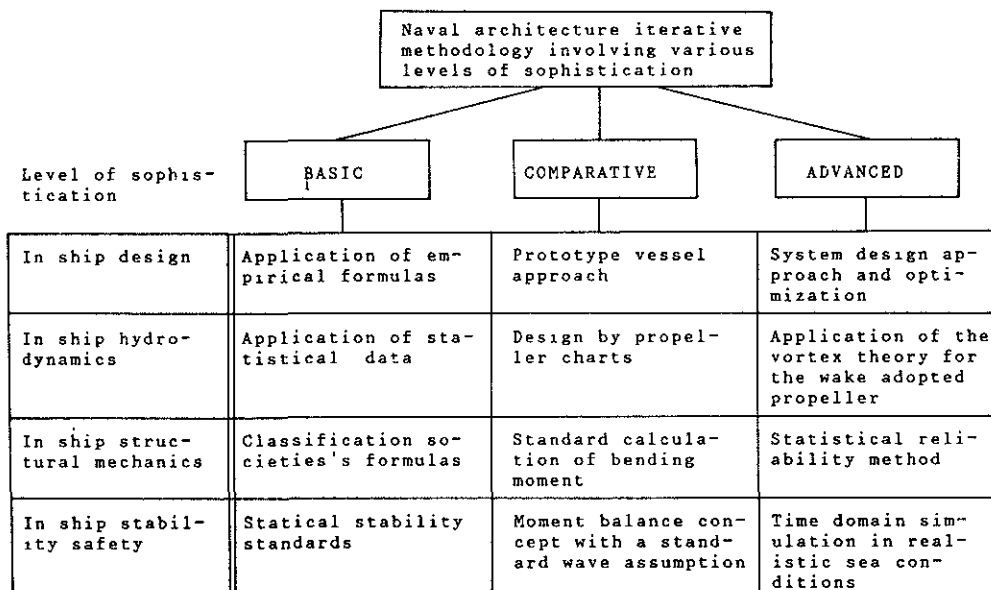 Naval architecture iterative
methodology involving various
levels of sophistication
Level of sophis-
tication
BASIC
COMPARATIVE
ADVANCED
In ship design
Application of em-
pirical formulas
Prototype vessel
approach
System design ap-
proach and opti-
mization
In ship hydro-
dynamics
Application of sta-
tistical data
Design by propel-
ler charts
Application of the
vortex theory for
the wake adopted
propeller
In ship struc-
tural mechanics
Classification so-
cieties's formulas
Standard calcula-
tion of bending
moment
Statistical reli-
ability method
In ship stabil-
ity safety
Statical stability
standards
Moment balance con-
cept with a stand-
ard wave assumption
Time domain sim-
ulation in real-
istic sea con-
ditions